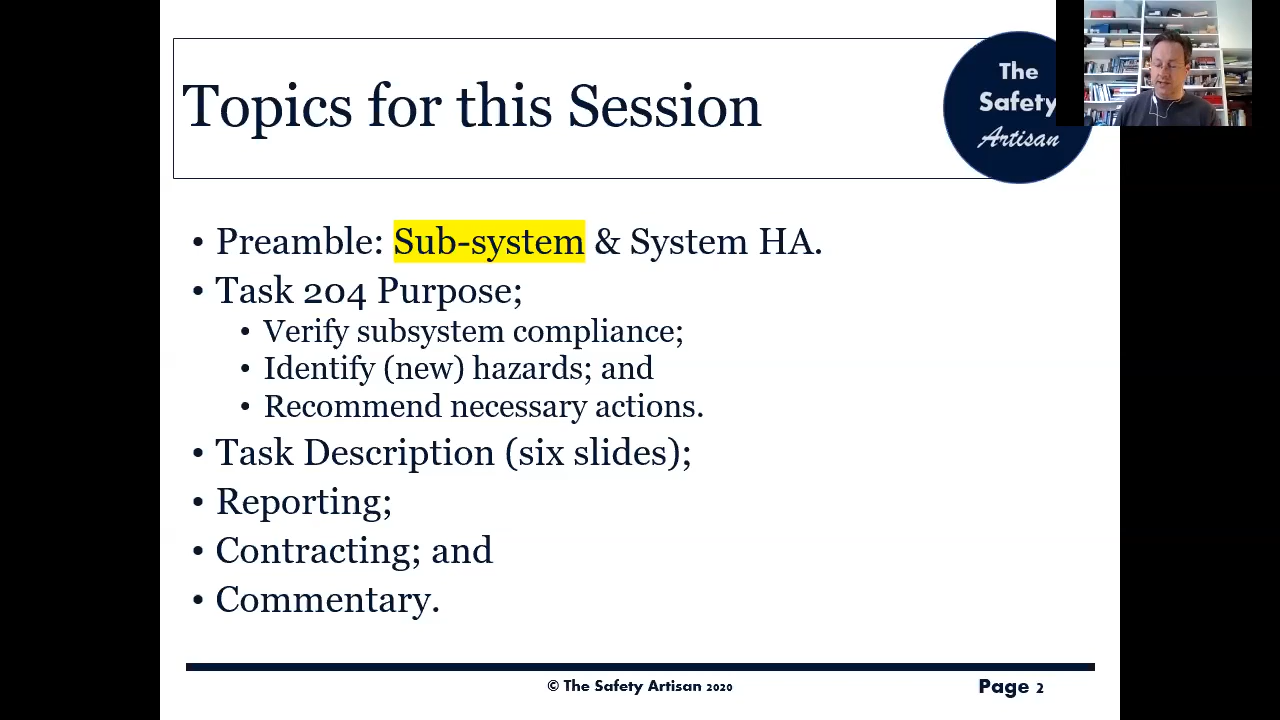 Topics for this Session
The
Safety
Artisan
• Preamble: Sub-system & System HA.
• Task 204 Purpose;
• Verify subsystem compliance;
• Identify (new) hazards; and
• Recommend necessary actions.
• Task Description (six slides);
• Reporting;
• Contracting; and
• Commentary.
© The Safety Artisan 2020
Page 2